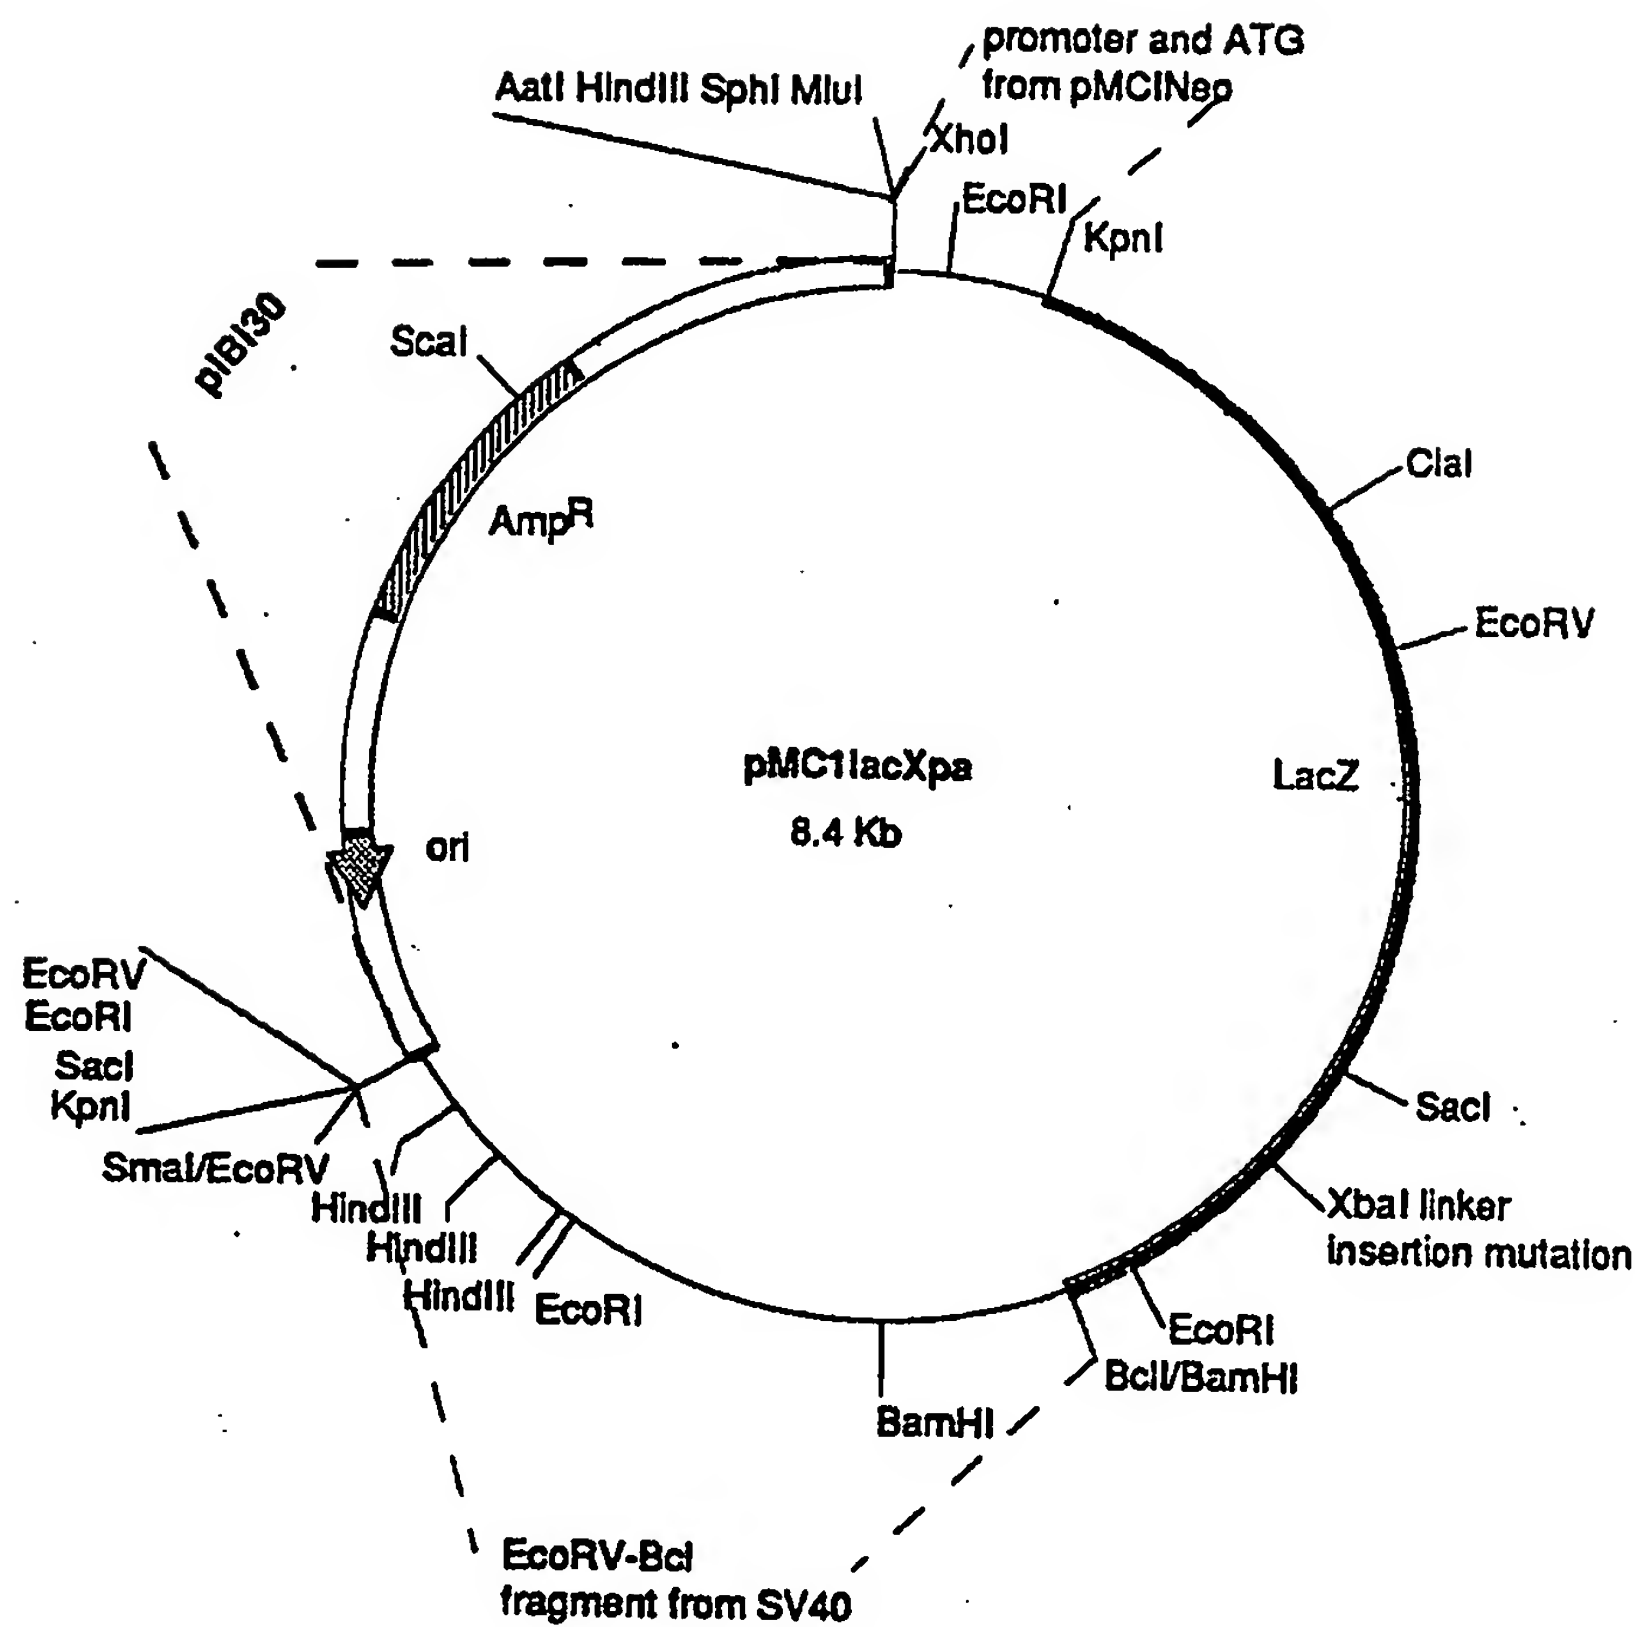 promoter and ATG
from pMCINeo
AatI HindIII SphI MluI
XhoI
EcoRI
KpnI
pIBI30
ScaI
ClaI
AmpR
EcoRV
pMC1lacXpa
8.4 Kb
LacZ
ori
EcoRV
EcoRI
SacI
KpnI
SmaI/EcoRV
HindIII
HindIII
HindIII
EcoRI
SacI
XbaI linker
insertion mutation
EcoRI
BclI/BamHI
BamHI
EcoRV-Bcl
fragment from SV40